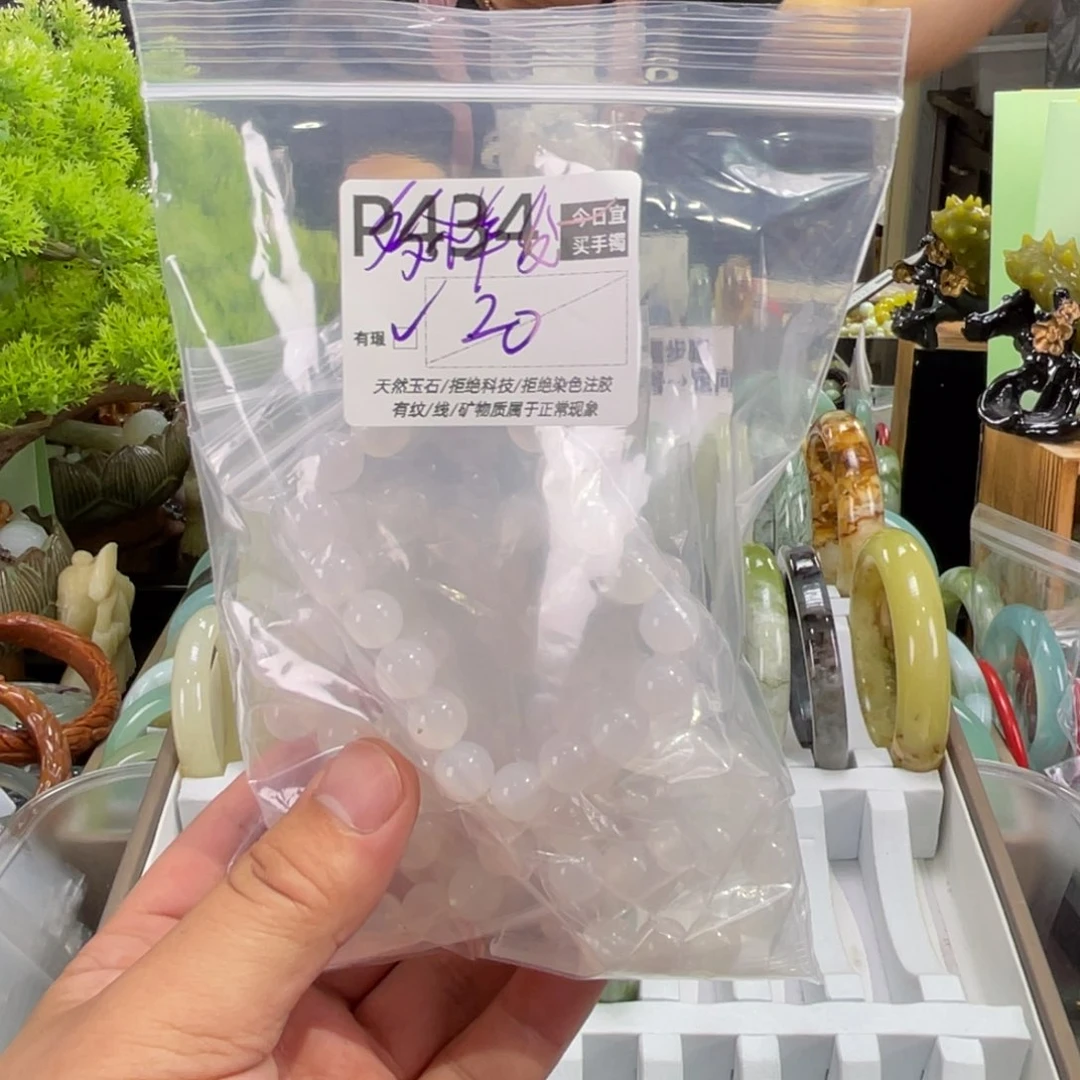 P434
今日宜
买手镯
有瑕 ✓
20
天然玉石/拒绝科技/拒绝染色注胶
有纹/线/矿物质属于正常现象